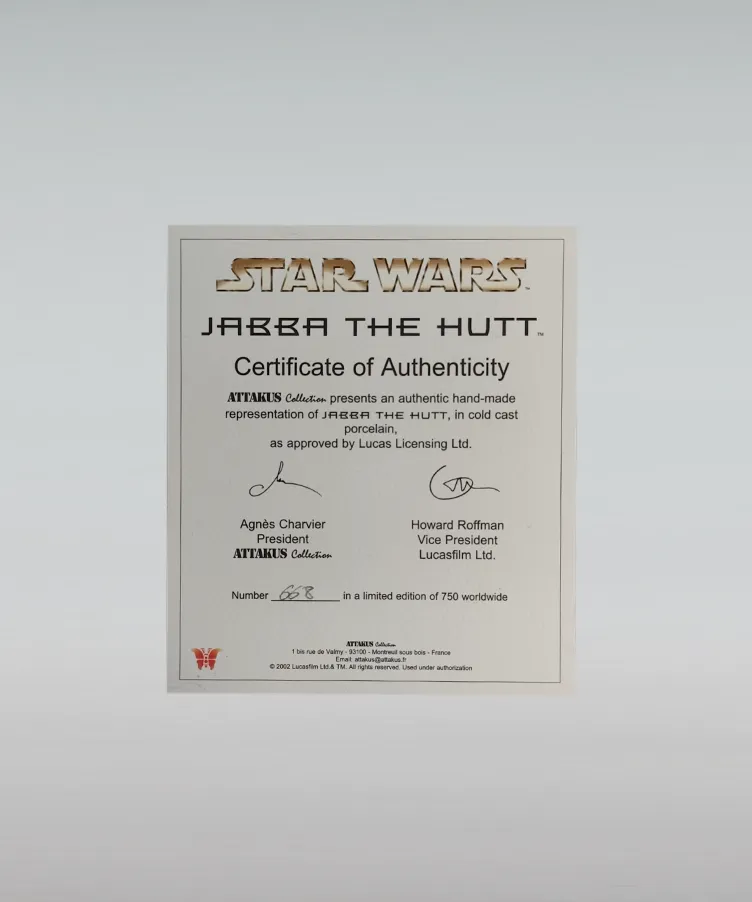 STAR WARS™
JABBA THE HUTT™
Certificate of Authenticity
ATTAKUS Collection presents an authentic hand-made
representation of JABBA THE HUTT, in cold cast
porcelain,
as approved by Lucas Licensing Ltd.
Agnès Charvier
President
ATTAKUS Collection
Howard Roffman
Vice President
Lucasfilm Ltd.
Number 668 in a limited edition of 750 worldwide
ATTAKUS Collection
1 bis rue de Valmy - 93100 - Montreuil sous bois - France
Email: attakus@attakus.fr
© 2002 Lucasfilm Ltd.& TM. All rights reserved. Used under authorization